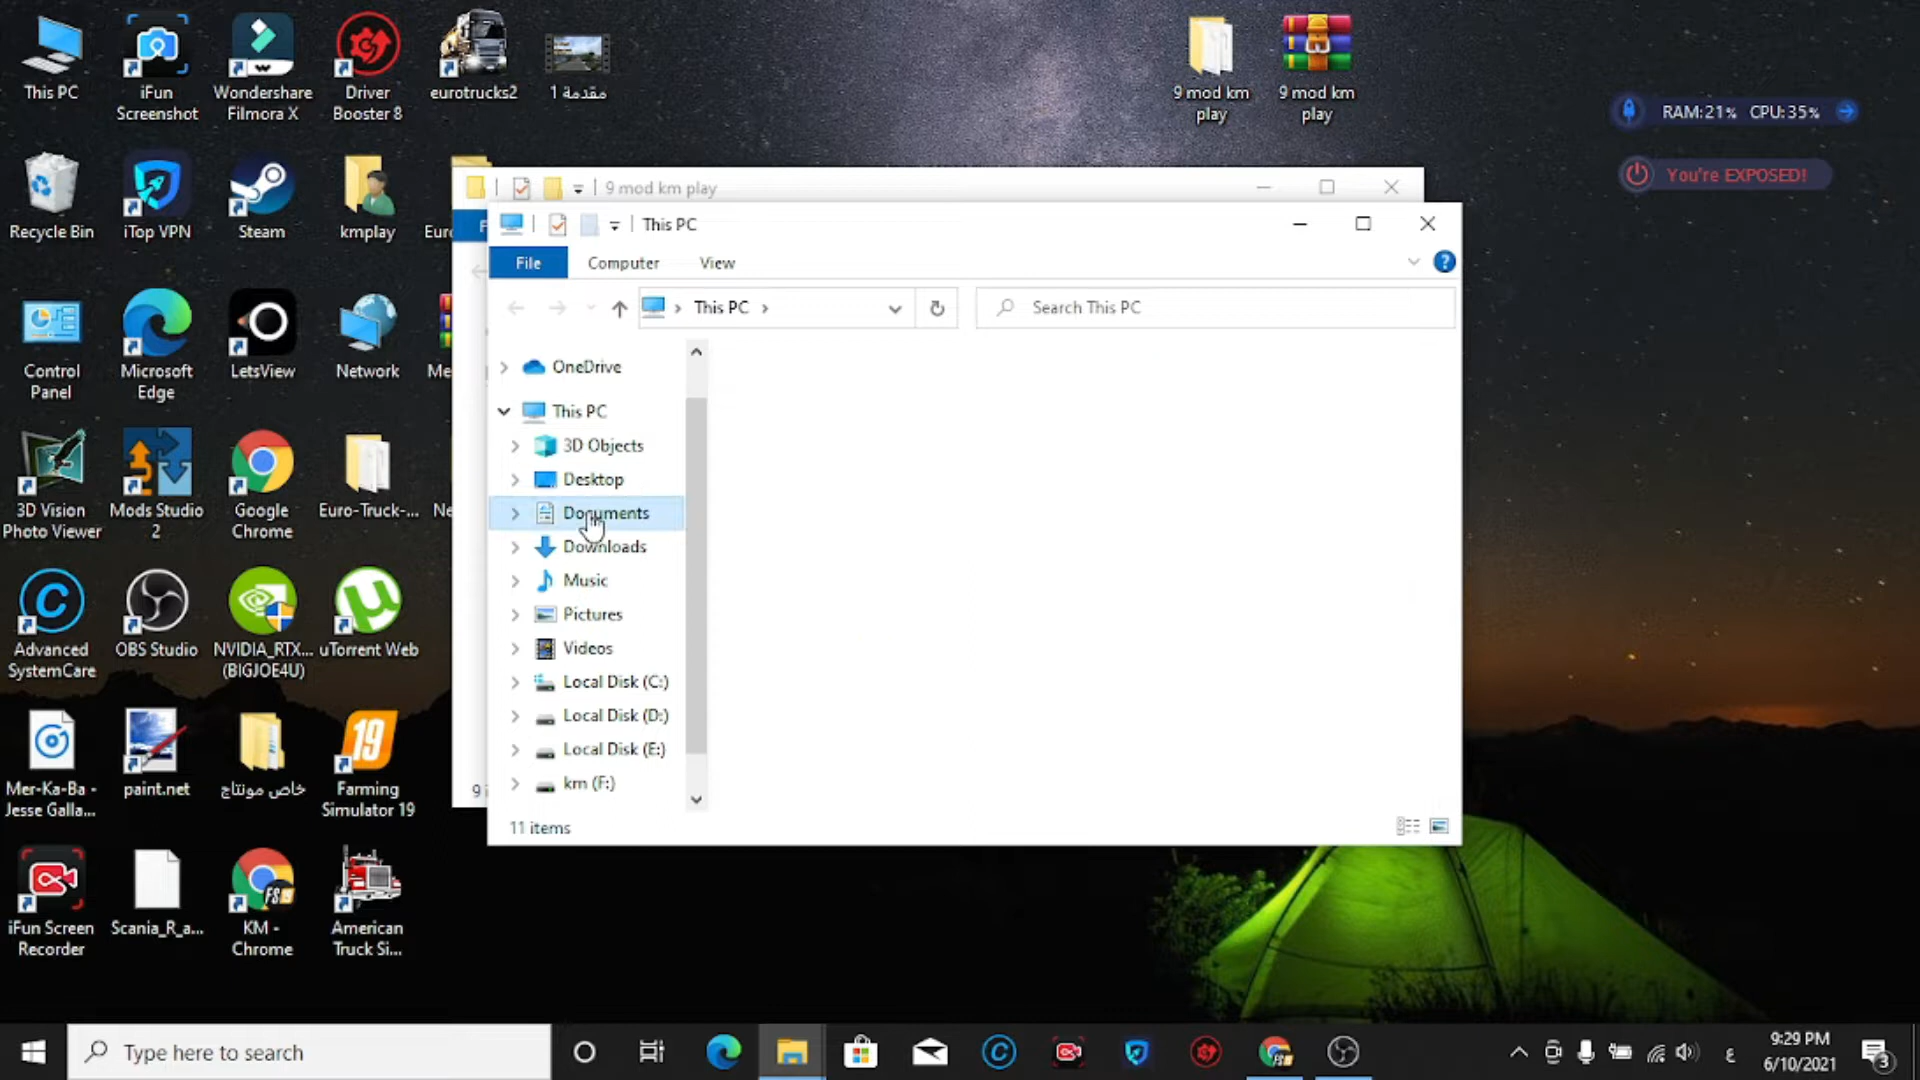 This PC
iFun
Screenshot
Wondershare
Filmora X
Driver
Booster 8
eurotrucks2
مقدمة 1
9 mod km
play
9 mod km
play
RAM:21% CPU:35%
You're EXPOSED!
Recycle Bin
iTop VPN
Steam
kmplay
9 mod km play
This PC
File
Computer
View
This PC
Search This PC
Control
Panel
Microsoft
Edge
LetsView
Network
OneDrive
This PC
3D Objects
Desktop
Documents
Downloads
Music
Pictures
Videos
Local Disk (C:)
Local Disk (D:)
Local Disk (E:)
km (F:)
11 items
3D Vision
Photo Viewer
Mods Studio
2
Google
Chrome
Euro-Truck-...
Advanced
SystemCare
OBS Studio
NVIDIA_RTX...
(BIGJOE4U)
uTorrent Web
Mer-Ka-Ba -
Jesse Galla...
paint.net
خاص مونتاج
19
Farming
Simulator 19
iFun Screen
Recorder
Scania_R_a...
KM -
Chrome
American
Truck Si...
Type here to search
ع
9:29 PM
6/10/2021
3